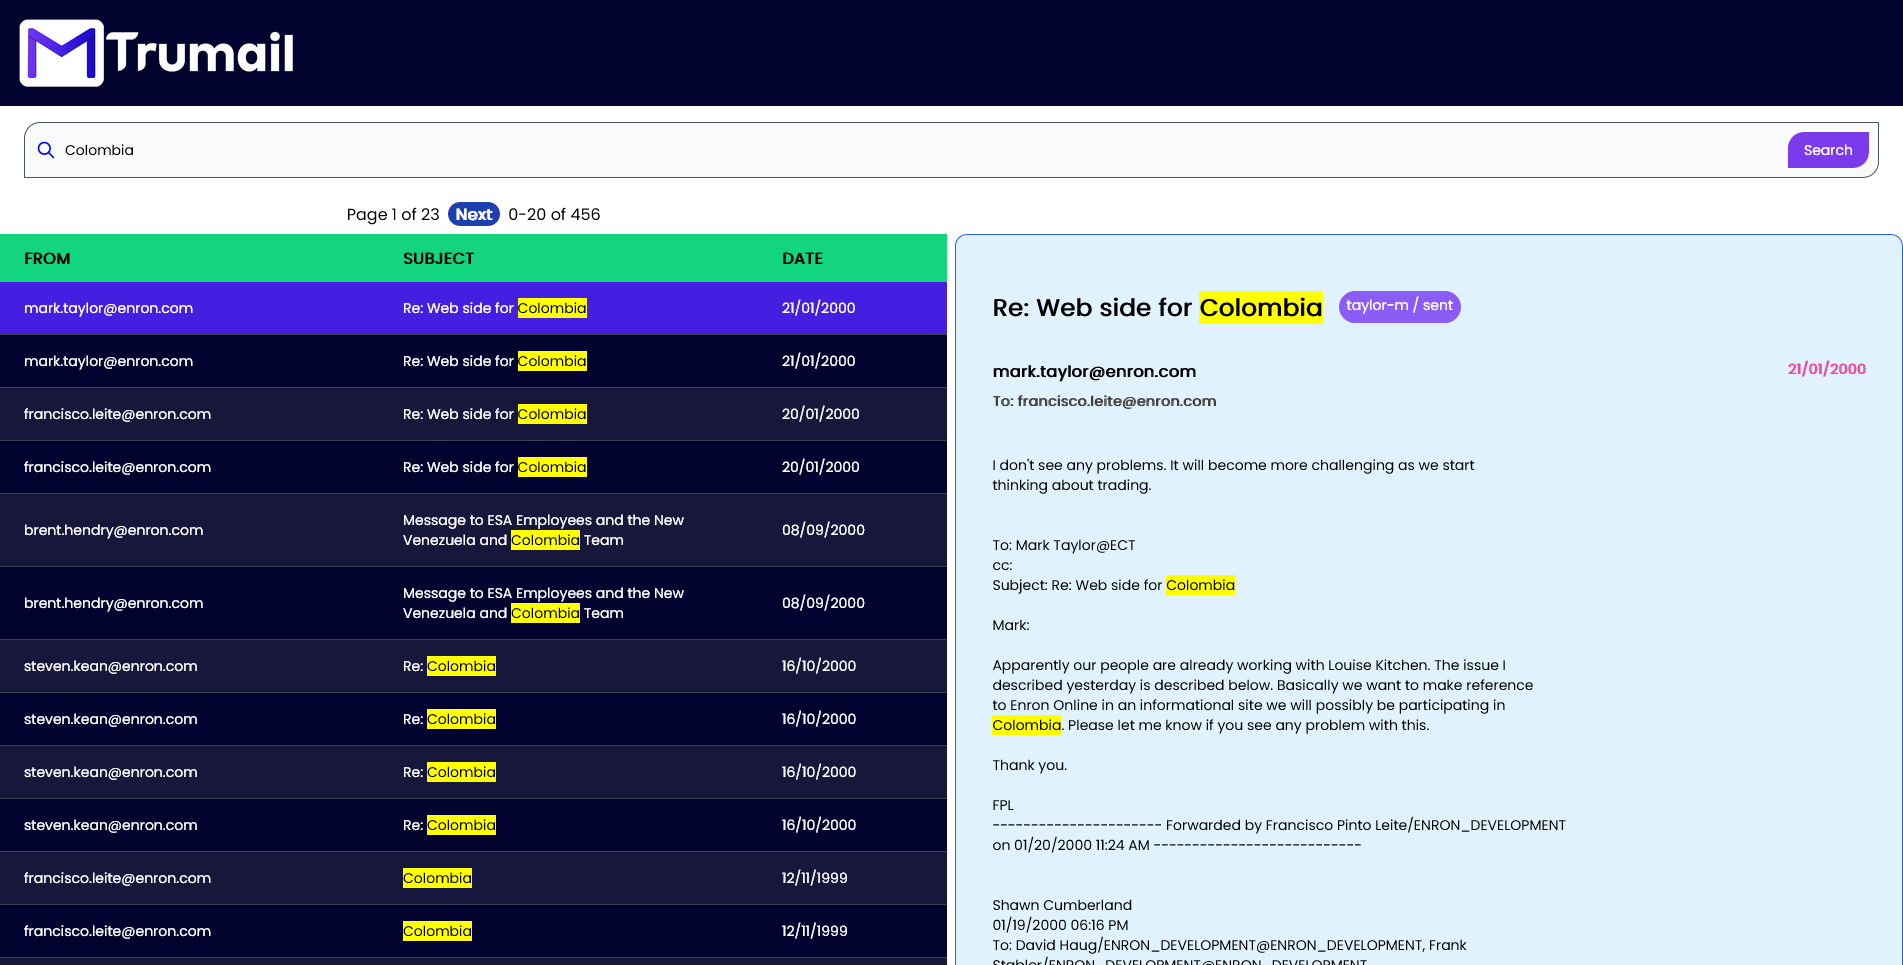 Trumail
Colombia
Search
Page 1 of 23 Next 0-20 of 456
FROM SUBJECT DATE
mark.taylor@enron.com Re: Web side for Colombia 21/01/2000
mark.taylor@enron.com Re: Web side for Colombia 21/01/2000
francisco.leite@enron.com Re: Web side for Colombia 20/01/2000
francisco.leite@enron.com Re: Web side for Colombia 20/01/2000
brent.hendry@enron.com Message to ESA Employees and the New
Venezuela and Colombia Team 08/09/2000
brent.hendry@enron.com Message to ESA Employees and the New
Venezuela and Colombia Team 08/09/2000
steven.kean@enron.com Re: Colombia 16/10/2000
steven.kean@enron.com Re: Colombia 16/10/2000
steven.kean@enron.com Re: Colombia 16/10/2000
steven.kean@enron.com Re: Colombia 16/10/2000
francisco.leite@enron.com Colombia 12/11/1999
francisco.leite@enron.com Colombia 12/11/1999
Re: Web side for Colombia taylor-m / sent
mark.taylor@enron.com 21/01/2000
To: francisco.leite@enron.com
I don't see any problems. It will become more challenging as we start
thinking about trading.
To: Mark Taylor@ECT
cc:
Subject: Re: Web side for Colombia
Mark:
Apparently our people are already working with Louise Kitchen. The issue I
described yesterday is described below. Basically we want to make reference
to Enron Online in an informational site we will possibly be participating in
Colombia. Please let me know if you see any problem with this.
Thank you.
FPL
---------------------- Forwarded by Francisco Pinto Leite/ENRON_DEVELOPMENT
on 01/20/2000 11:24 AM ---------------------------
Shawn Cumberland
01/19/2000 06:16 PM
To: David Haug/ENRON_DEVELOPMENT@ENRON_DEVELOPMENT, Frank
Stabler/ENRON_DEVELOPMENT@ENRON_DEVELOPMENT